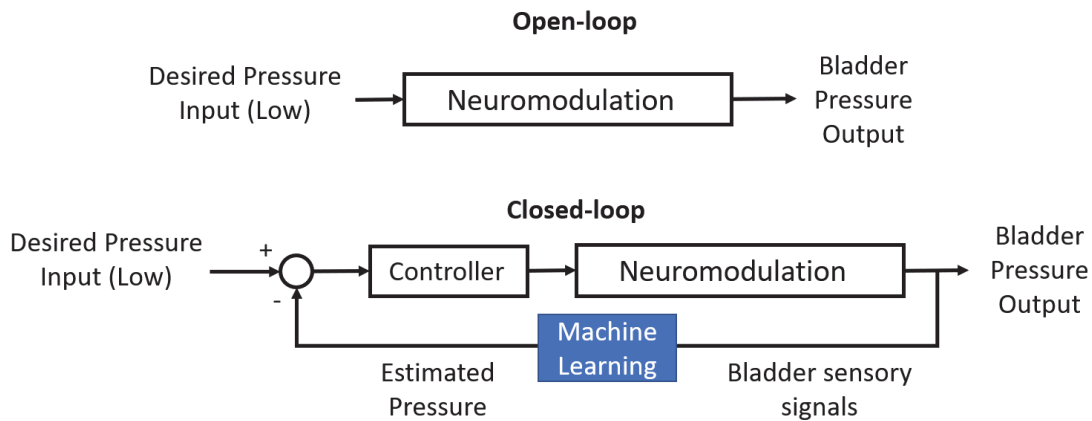 Open-loop
Desired Pressure
Input (Low)
Neuromodulation
Bladder
Pressure
Output
Closed-loop
Desired Pressure
Input (Low)
+
-
Controller
Neuromodulation
Bladder
Pressure
Output
Machine
Learning
Estimated
Pressure
Bladder sensory
signals